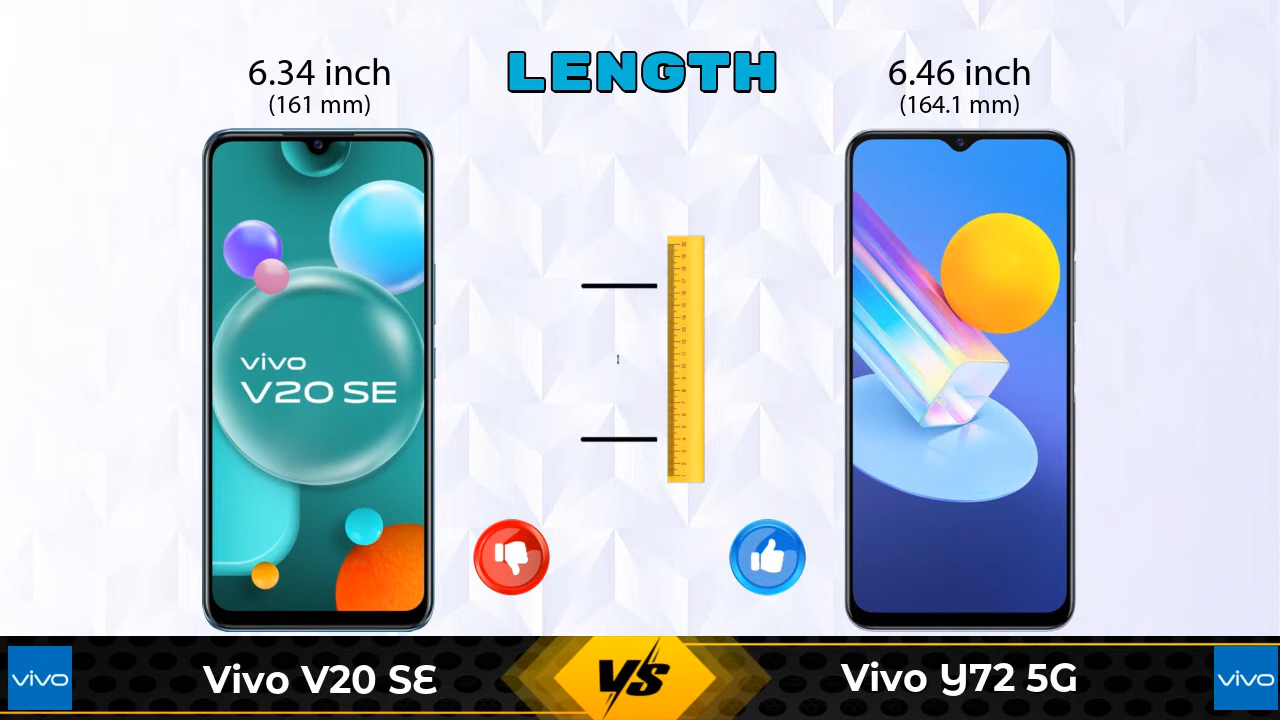 LENGTH
6.34 inch
(161 mm)
6.46 inch
(164.1 mm)
vivo
V20 SE
vivo
Vivo V20 SE
VS
Vivo Y72 5G
vivo